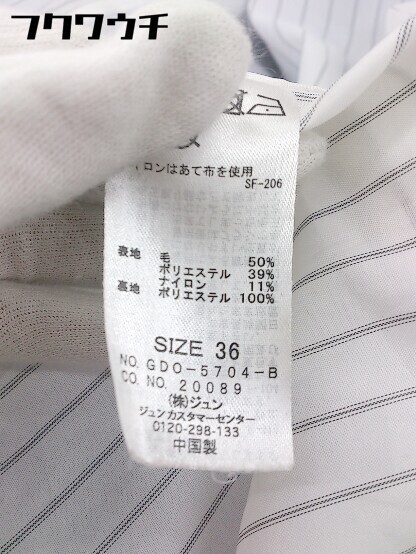 フクワウチ
ロンはあて布を使用
SF-206
表地 毛 50%
ポリエステル 39%
ナイロン 11%
裏地 ポリエステル 100%
SIZE 36
NO. GDO-5704-B
CO. NO. 20089
(株)ジュン
ジュンカスタマーセンター
0120-298-133
中国製